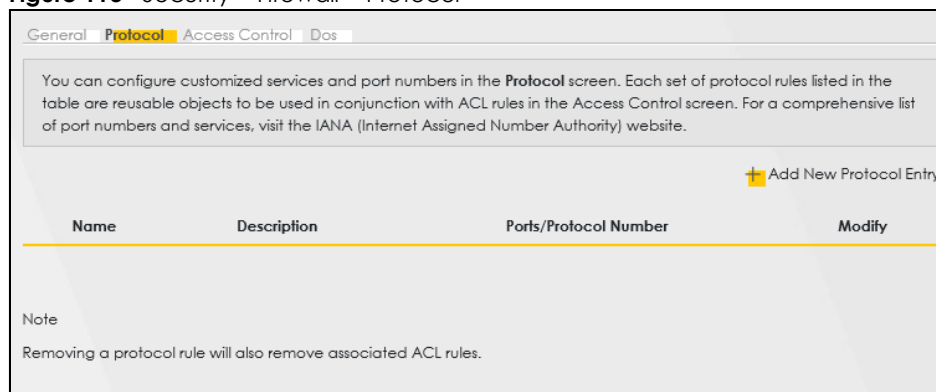 General Protocol Access Control Dos
You can configure customized services and port numbers in the Protocol screen. Each set of protocol rules listed in the
table are reusable objects to be used in conjunction with ACL rules in the Access Control screen. For a comprehensive list
of port numbers and services, visit the IANA (Internet Assigned Number Authority) website.
+ Add New Protocol Entry
Name Description Ports/Protocol Number Modify
Note
Removing a protocol rule will also remove associated ACL rules.